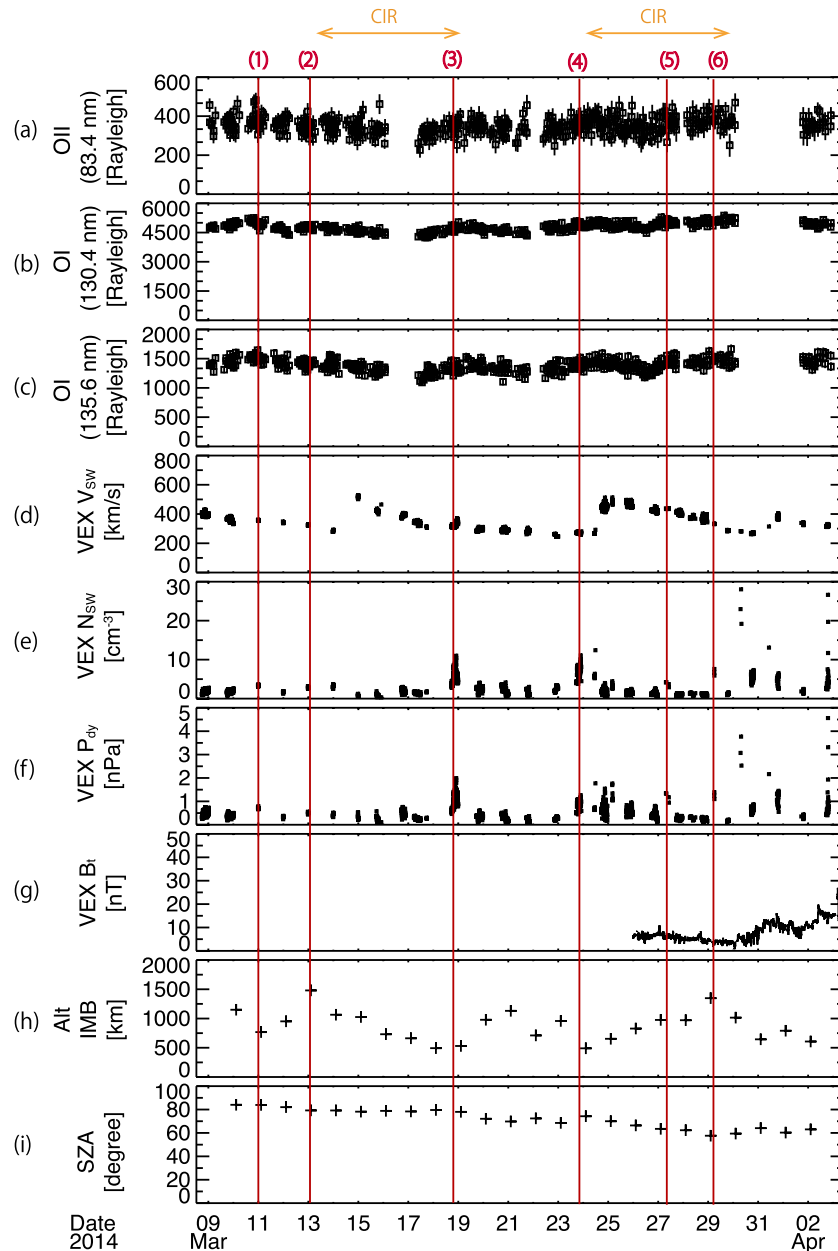 CIR CIR
(1) (2) (3) (4) (5) (6)
(a) OII (83.4 nm) [Rayleigh] 600 400 200 0
(b) OI (130.4 nm) [Rayleigh] 6000 4500 3000 1500 0
(c) OI (135.6 nm) [Rayleigh] 2000 1500 1000 500 0
(d) VEX Vsw [km/s] 800 600 400 200 0
(e) VEX Nsw [cm-3] 30 20 10 0
(f) VEX Pdy [nPa] 5 4 3 2 1 0
(g) VEX Bt [nT] 50 40 30 20 10 0
(h) Alt IMB [km] 2000 1500 1000 500 0
(i) SZA [degree] 100 80 60 40 20 0
Date 09 11 13 15 17 19 21 23 25 27 29 31 02
2014 Mar Apr